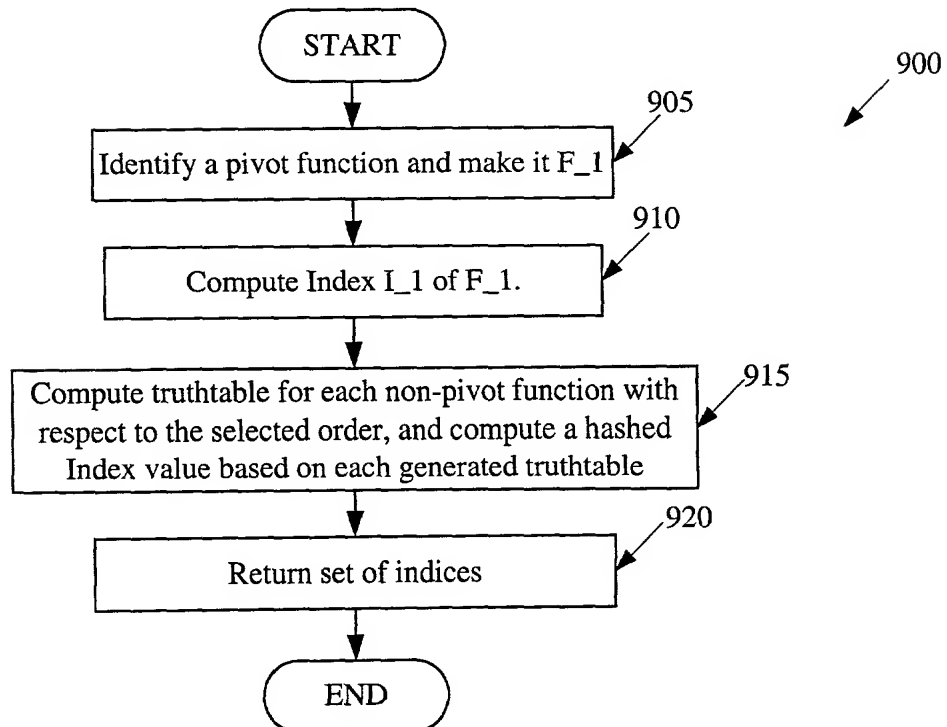 START
900
905
Identify a pivot function and make it F_1
910
Compute Index I_1 of F_1.
915
Compute truthtable for each non-pivot function with
respect to the selected order, and compute a hashed
Index value based on each generated truthtable
920
Return set of indices
END